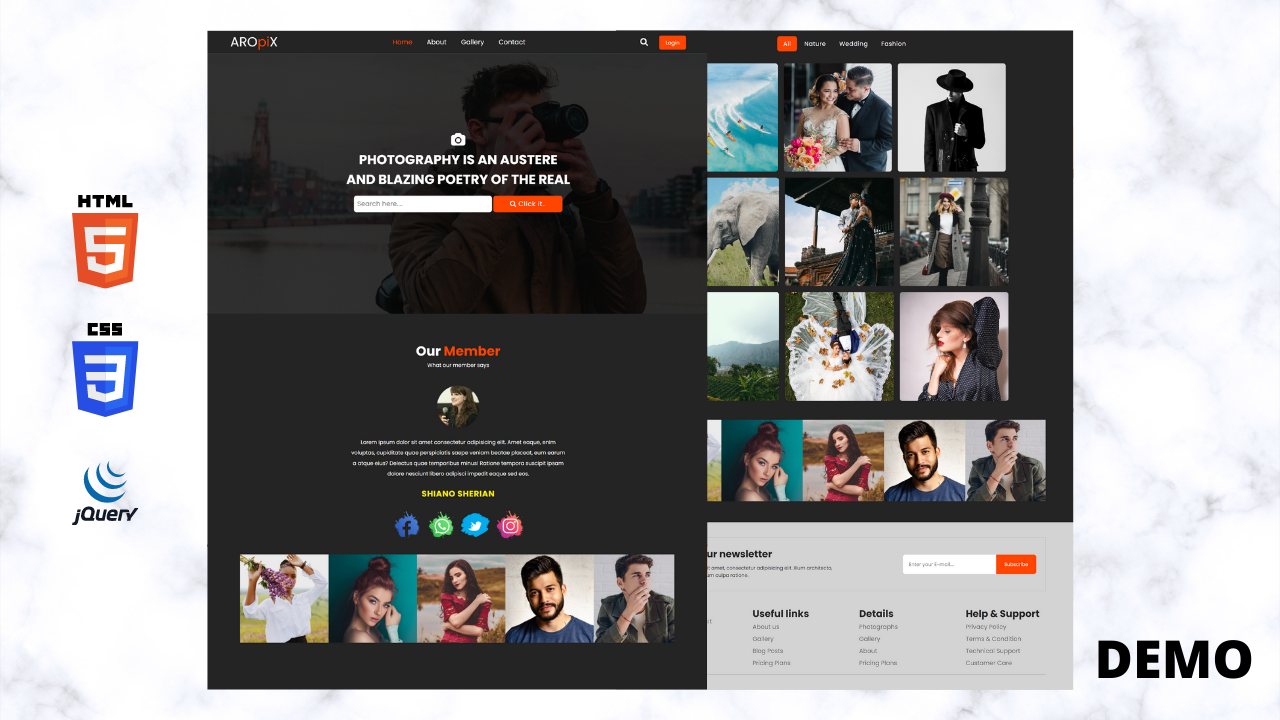 AROpiX
Home About Gallery Contact
Login
PHOTOGRAPHY IS AN AUSTERE
AND BLAZING POETRY OF THE REAL
Search here....
Click it.
Our Member
What our member says
Lorem ipsum dolor sit amet consectetur adipisicing elit. Amet eaque, enim
voluptas, cupiditate quae perspiciatis saepe veniam beatae placeat, eum earum
a atque eius? Delectus quae temporibus minus! Ratione tempora suscipit ipsam
dolore nesciunt libero adipisci impedit eaque sed eos.
SHIANO SHERIAN
All Nature Wedding Fashion
ur newsletter
amet, consectetur adipisicing elit. Illum architecto,
culpa ratione.
Enter your E-mail...
Subscribe
Useful links
About us
Gallery
Blog Posts
Pricing Plans
Details
Photographs
Gallery
About
Pricing Plans
Help & Support
Privacy Policy
Terms & Condition
Technical Support
Customer Care
HTML
5
CSS
3
jQuery
DEMO